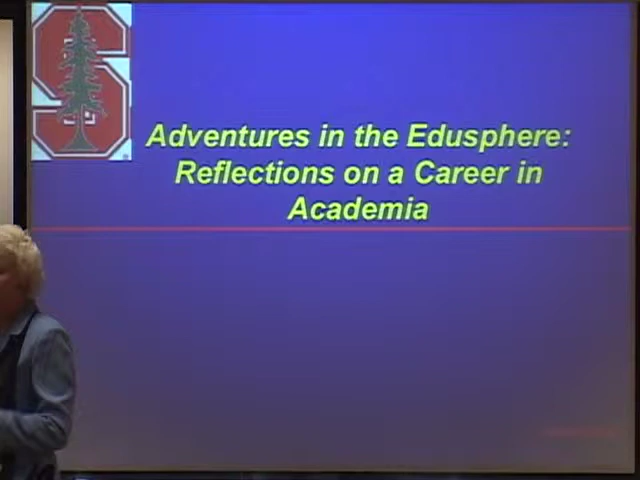 Adventures in the Edusphere:
Reflections on a Career in
Academia